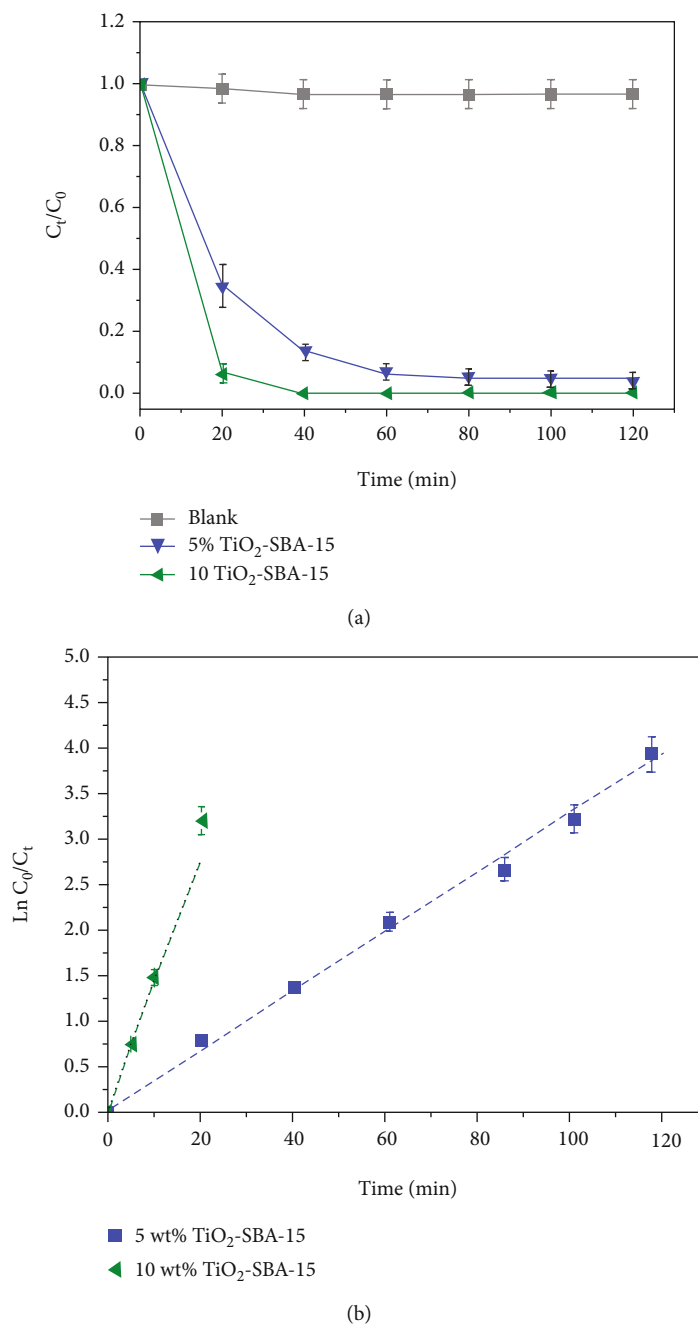 1.2
1.0
0.8
0.6
0.4
0.2
0.0
C_t/C_0
0 20 40 60 80 100 120
Time (min)
Blank
5% TiO₂-SBA-15
10 TiO₂-SBA-15
(a)
5.0
4.5
4.0
3.5
3.0
2.5
2.0
1.5
1.0
0.5
0.0
Ln C₀/C_t
0 20 40 60 80 100 120
Time (min)
5 wt% TiO₂-SBA-15
10 wt% TiO₂-SBA-15
(b)